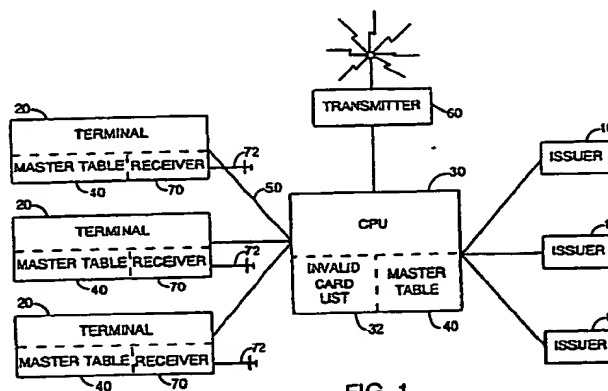 TRANSMITTER
60
20
TERMINAL
MASTER TABLE
RECEIVER
72
40
70
50
20
TERMINAL
MASTER TABLE
RECEIVER
72
40
70
20
TERMINAL
MASTER TABLE
RECEIVER
72
40
70
30
CPU
INVALID
CARD
LIST
MASTER
TABLE
32
40
ISSUER
ISSUER
ISSUER
FIG. 1